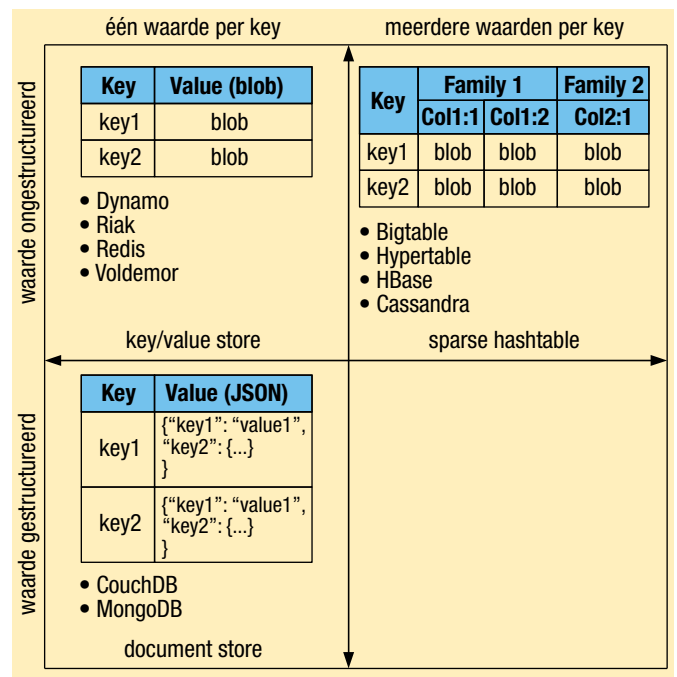 één waarde per key
meerdere waarden per key
waarde ongestructureerd
Key Value (blob)
key1 blob
key2 blob
• Dynamo
• Riak
• Redis
• Voldemor
key/value store
Key Family 1 Family 2
Col1:1 Col1:2 Col2:1
key1 blob blob blob
key2 blob blob blob
• Bigtable
• Hypertable
• HBase
• Cassandra
sparse hashtable
waarde gestructureerd
Key Value (JSON)
key1 {“key1”: “value1”,
“key2”: {...}
}
key2 {“key1”: “value1”,
“key2”: {...}
}
• CouchDB
• MongoDB
document store